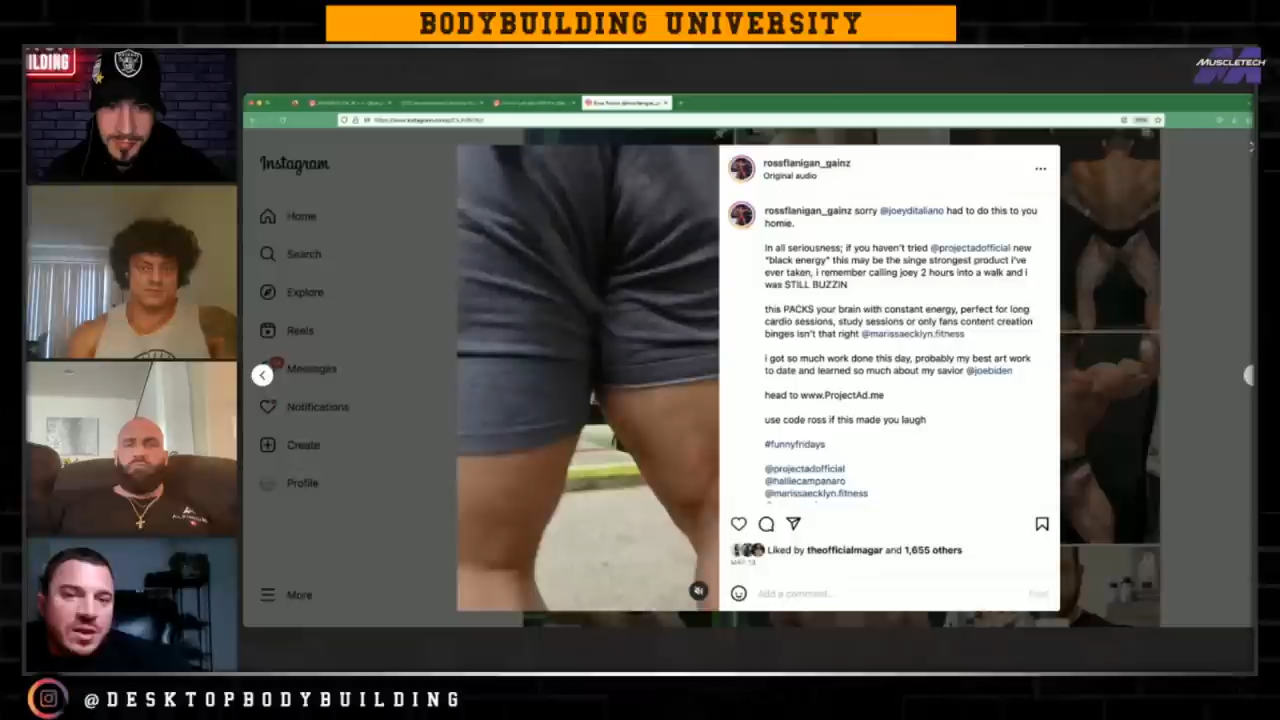 BODYBUILDING UNIVERSITY
ILDING
MUSCLETECH
Instagram
Home
Search
Explore
Reels
Messages
Notifications
Create
Profile
More
rossflanigan_gainz
Original audio
rossflanigan_gainz sorry @joeyditaliano had to do this to you
homie.
In all seriousness; if you haven't tried @projectadofficial new
"black energy" this may be the singe strongest product i've
ever taken, i remember calling joey 2 hours into a walk and i
was STILL BUZZIN
this PACKS your brain with constant energy, perfect for long
cardio sessions, study sessions or only fans content creation
binges isn't that right @marissaecklyn.fitness
i got so much work done this day, probably my best art work
to date and learned so much about my savior @joebiden
head to www.ProjectAd.me
use code ross if this made you laugh
#funnyfridays
@projectadofficial
@halliecampanaro
@marissaecklyn.fitness
Liked by theofficialmagar and 1,655 others
Add a comment...
Post
@DESKTOPBODYBUILDING